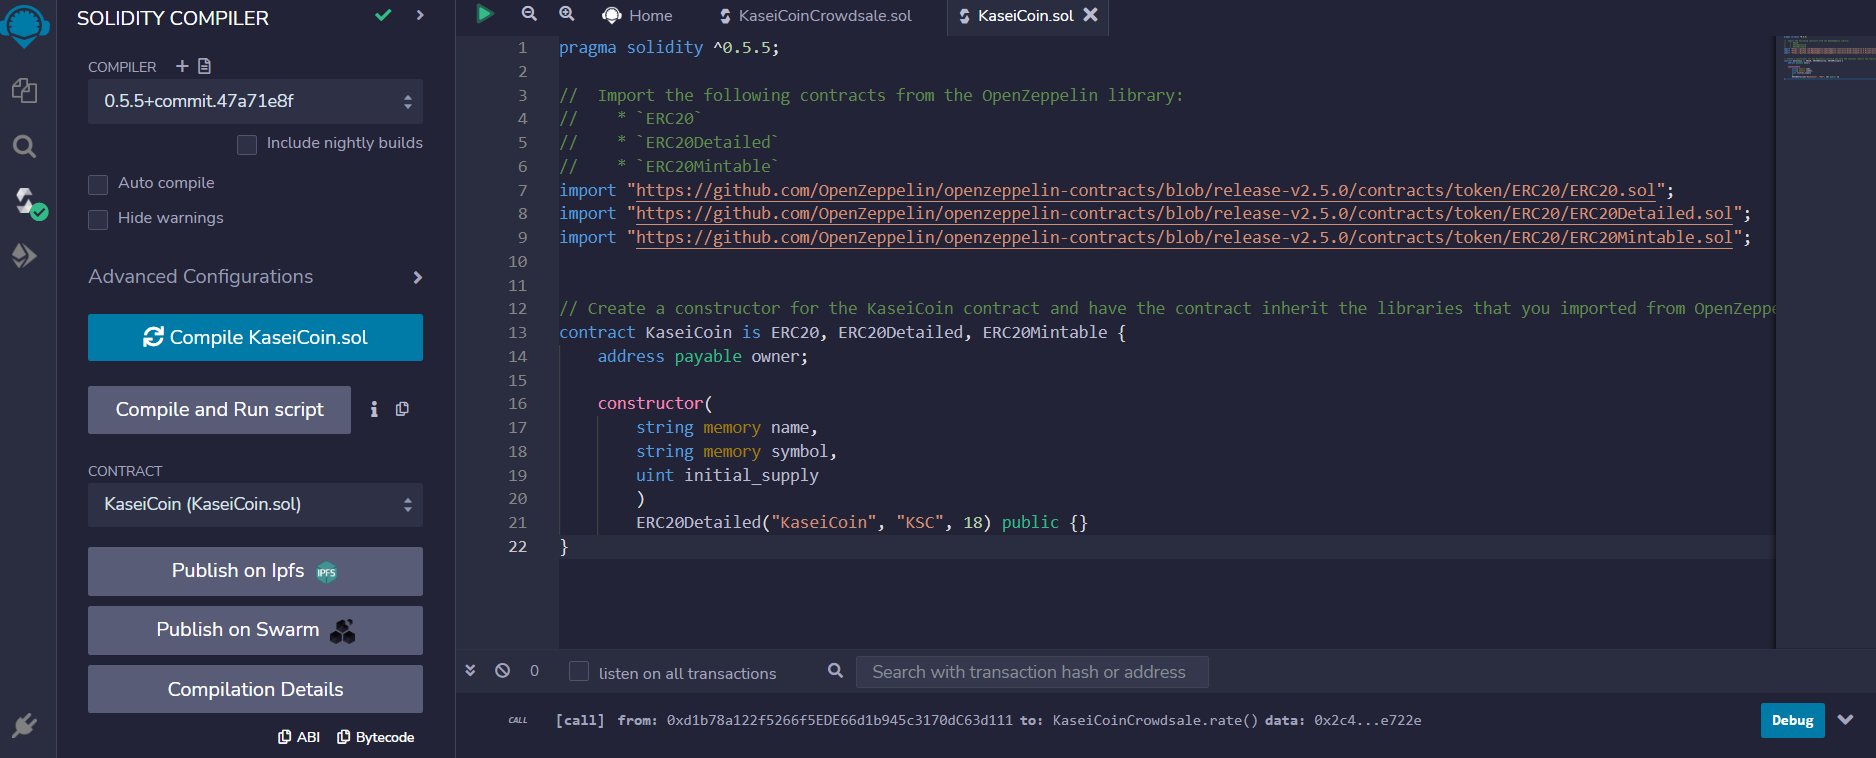 SOLIDITY COMPILER
COMPILER
0.5.5+commit.47a71e8f
Include nightly builds
Auto compile
Hide warnings
Advanced Configurations
Compile KaseiCoin.sol
Compile and Run script
CONTRACT
KaseiCoin (KaseiCoin.sol)
Publish on Ipfs
IPFS
Publish on Swarm
Compilation Details
ABI
Bytecode
Home
KaseiCoinCrowdsale.sol
KaseiCoin.sol
1 pragma solidity ^0.5.5;
2
3 //  Import the following contracts from the OpenZeppelin library:
4 //    * `ERC20`
5 //    * `ERC20Detailed`
6 //    * `ERC20Mintable`
7 import "https://github.com/OpenZeppelin/openzeppelin-contracts/blob/release-v2.5.0/contracts/token/ERC20/ERC20.sol";
8 import "https://github.com/OpenZeppelin/openzeppelin-contracts/blob/release-v2.5.0/contracts/token/ERC20/ERC20Detailed.sol";
9 import "https://github.com/OpenZeppelin/openzeppelin-contracts/blob/release-v2.5.0/contracts/token/ERC20/ERC20Mintable.sol";
10
11
12 // Create a constructor for the KaseiCoin contract and have the contract inherit the libraries that you imported from OpenZeppe
13 contract KaseiCoin is ERC20, ERC20Detailed, ERC20Mintable {
14     address payable owner;
15
16     constructor(
17         string memory name,
18         string memory symbol,
19         uint initial_supply
20         )
21         ERC20Detailed("KaseiCoin", "KSC", 18) public {}
22 }
0
listen on all transactions
Search with transaction hash or address
CALL
[call] from: 0xd1b78a122f5266f5EDE66d1b945c3170dC63d111 to: KaseiCoinCrowdsale.rate() data: 0x2c4...e722e
Debug